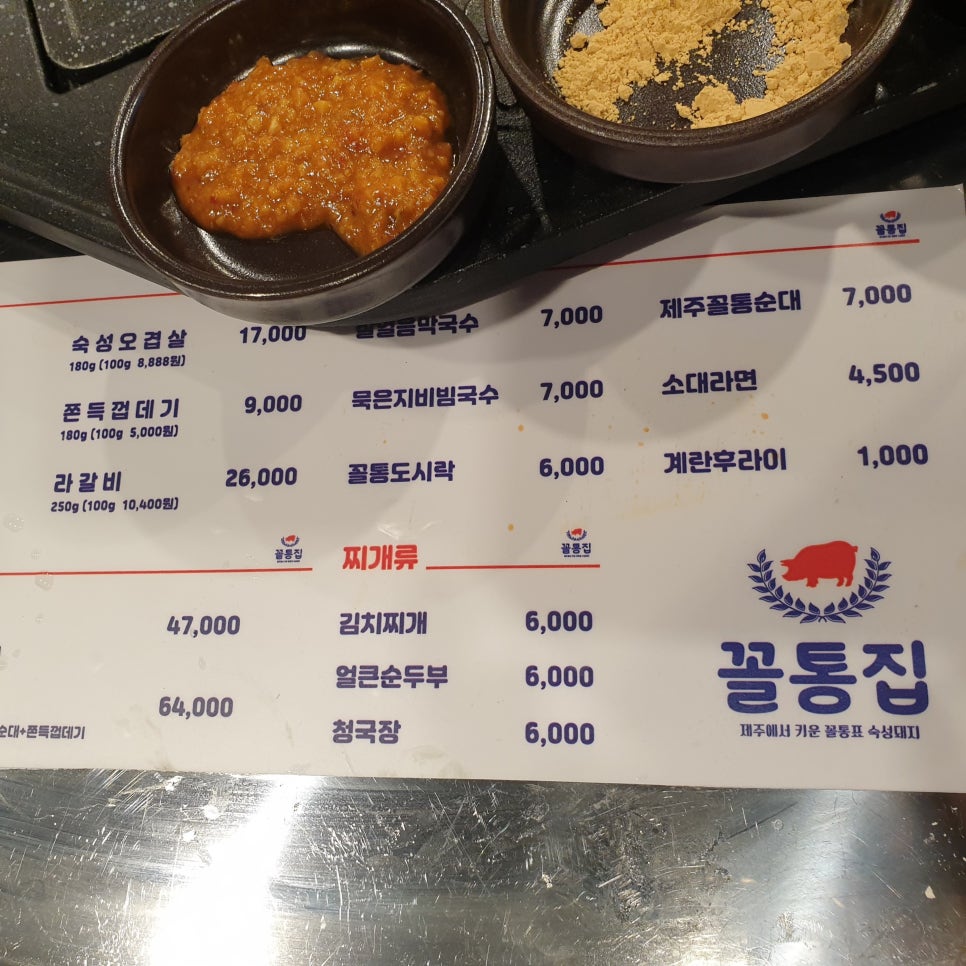 꼴통집
숙성오겹살 17,000
180g (100g 8,888원)
쫀득껍데기 9,000
180g (100g 5,000원)
라갈비 26,000
250g (100g 10,400원)
7,000
묵은지비빔국수 7,000
꼴통도시락 6,000
제주꼴통순대 7,000
소대라면 4,500
계란후라이 1,000
꼴통집
47,000
64,000
순대+쫀득껍데기
찌개류
꼴통집
김치찌개 6,000
얼큰순두부 6,000
청국장 6,000
꼴통집
제주에서 키운 꼴통표 숙성돼지